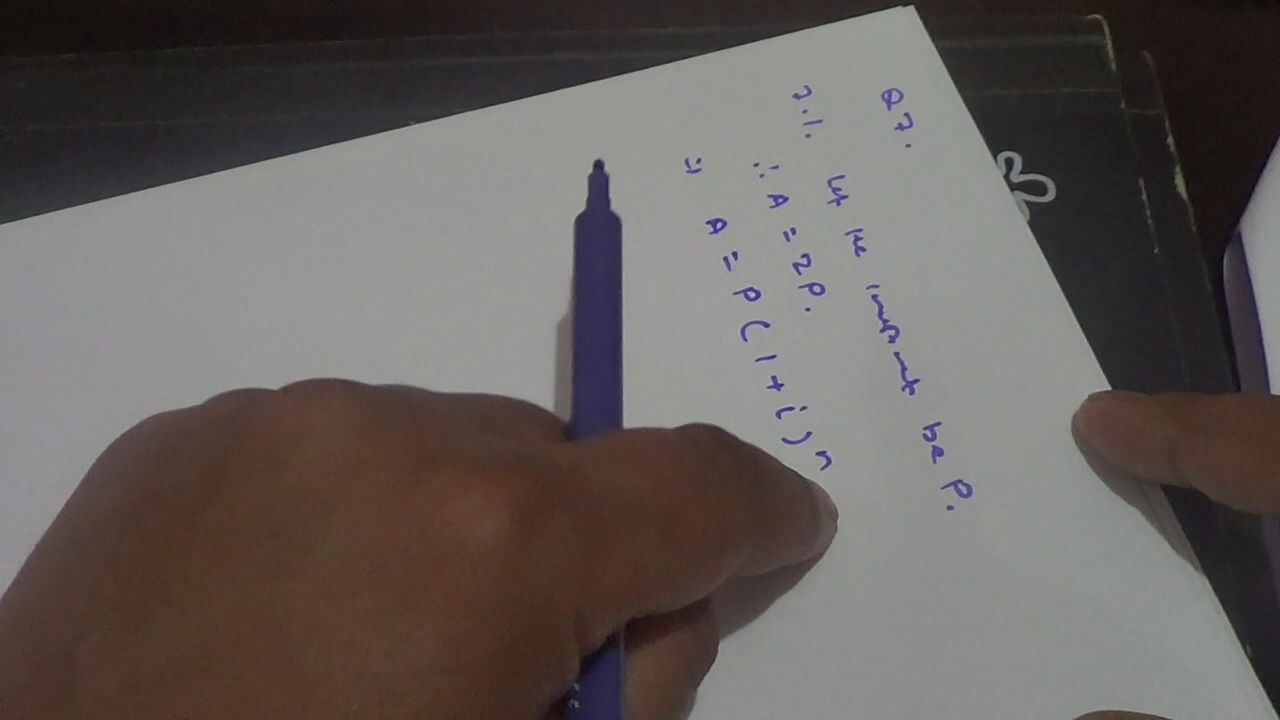 Q7.
7.1. Let the investment be P.
∴ A = 2P.
⇒ A = P(1+i)n